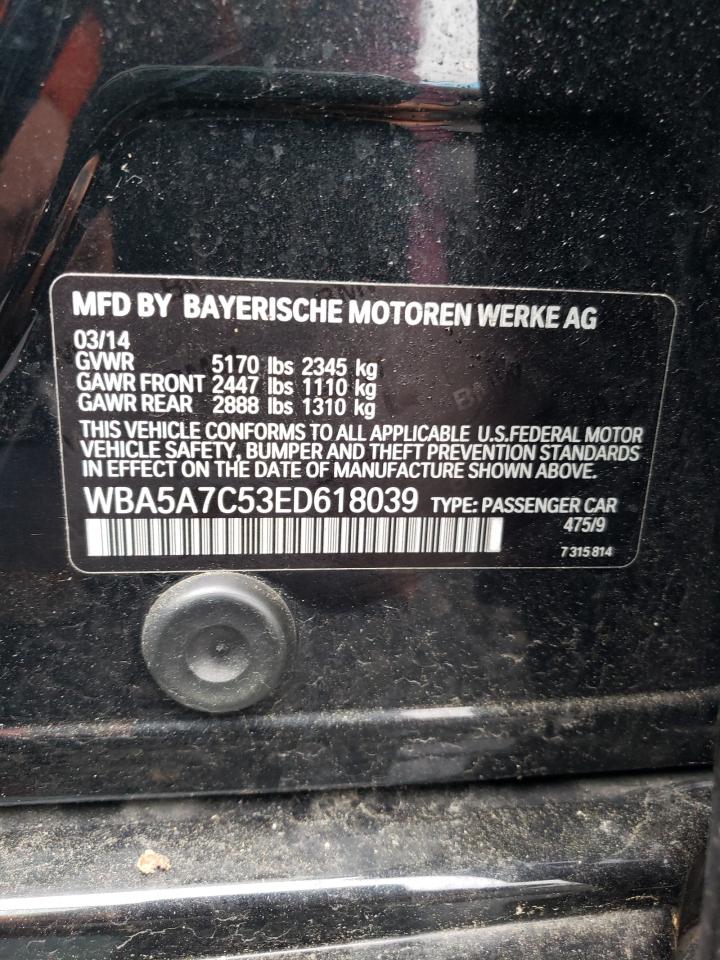 MFD BY BAYERISCHE MOTOREN WERKE AG
03/14
GVWR 5170 lbs 2345 kg
GAWR FRONT 2447 lbs 1110 kg
GAWR REAR 2888 lbs 1310 kg
THIS VEHICLE CONFORMS TO ALL APPLICABLE U.S.FEDERAL MOTOR
VEHICLE SAFETY, BUMPER AND THEFT PREVENTION STANDARDS
IN EFFECT ON THE DATE OF MANUFACTURE SHOWN ABOVE.
WBA5A7C53ED618039 TYPE: PASSENGER CAR
475/9
7 315 814